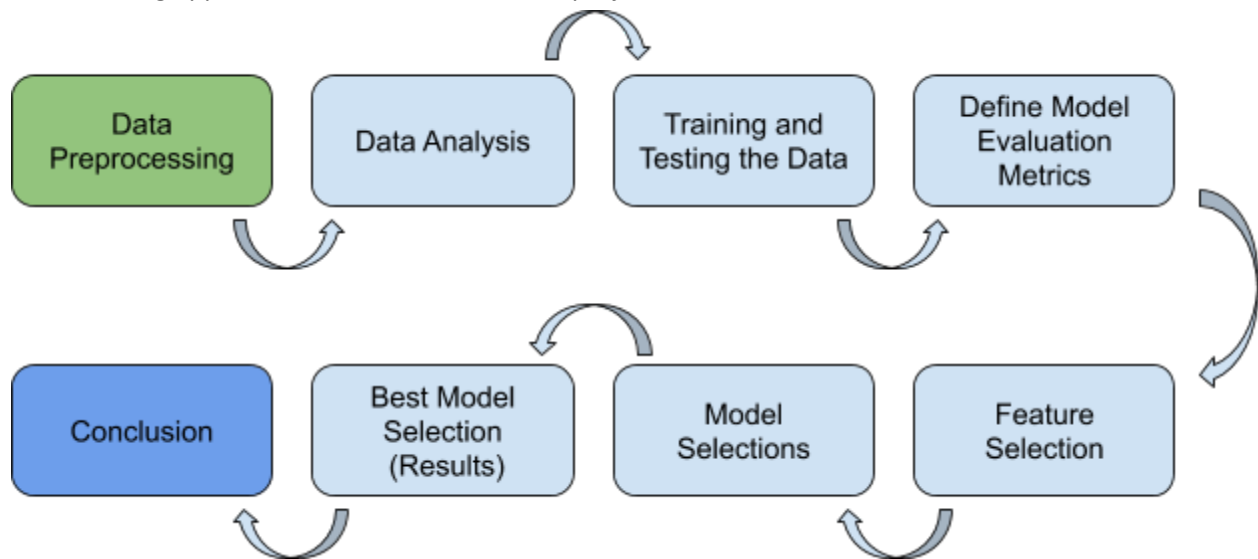 Data
Preprocessing
Data Analysis
Training and
Testing the Data
Define Model
Evaluation
Metrics
Feature
Selection
Model
Selections
Best Model
Selection
(Results)
Conclusion